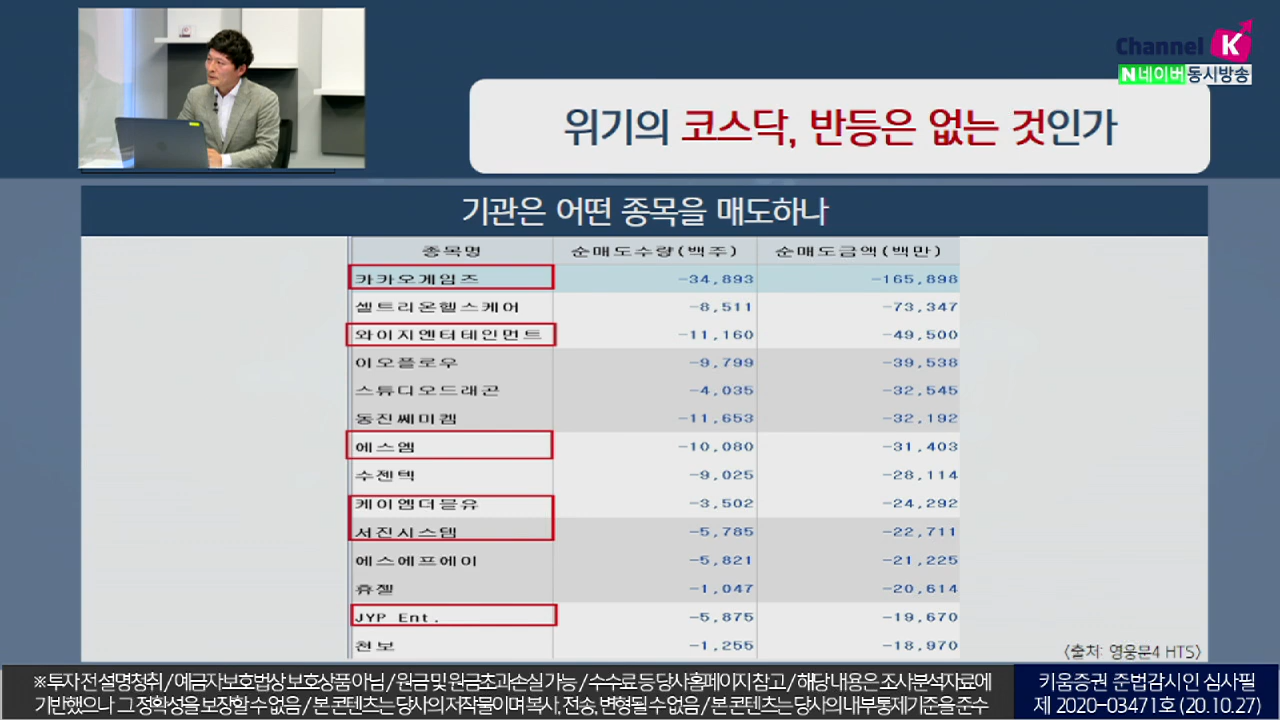 Channel K
N 네이버 동시방송
위기의 코스닥, 반등은 없는 것인가
기관은 어떤 종목을 매도하나
종목명 순매도수량(백주) 순매도금액(백만)
카카오게임즈 -34,893 -165,898
셀트리온헬스케어 -8,511 -73,347
와이지엔터테인먼트 -11,160 -49,500
이오플로우 -9,799 -39,538
스튜디오드래곤 -4,035 -32,545
동진쎄미켐 -11,653 -32,192
에스엠 -10,080 -31,403
수젠텍 -9,025 -28,114
케이엠더블유 -3,502 -24,292
서진시스템 -5,785 -22,711
에스에프에이 -5,821 -21,225
휴젤 -1,047 -20,614
JYP Ent. -5,875 -19,670
천보 -1,255 -18,970
<출처: 영웅문4 HTS>
※투자 전 설명청취 / 예금자보호법상 보호상품 아님 / 원금 및 원금초과손실 가능 / 수수료 등 당사홈페이지 참고 / 해당 내용은 조사분석자료에
기반했으나 그 정확성을 보장할 수 없음 / 본 콘텐츠는 당사의 저작물이며 복사, 전송, 변형될 수 없음 / 본 콘텐츠는 당사의 내부통제기준을 준수
키움증권 준법감시인 심사필
제 2020-03471호 (20.10.27)